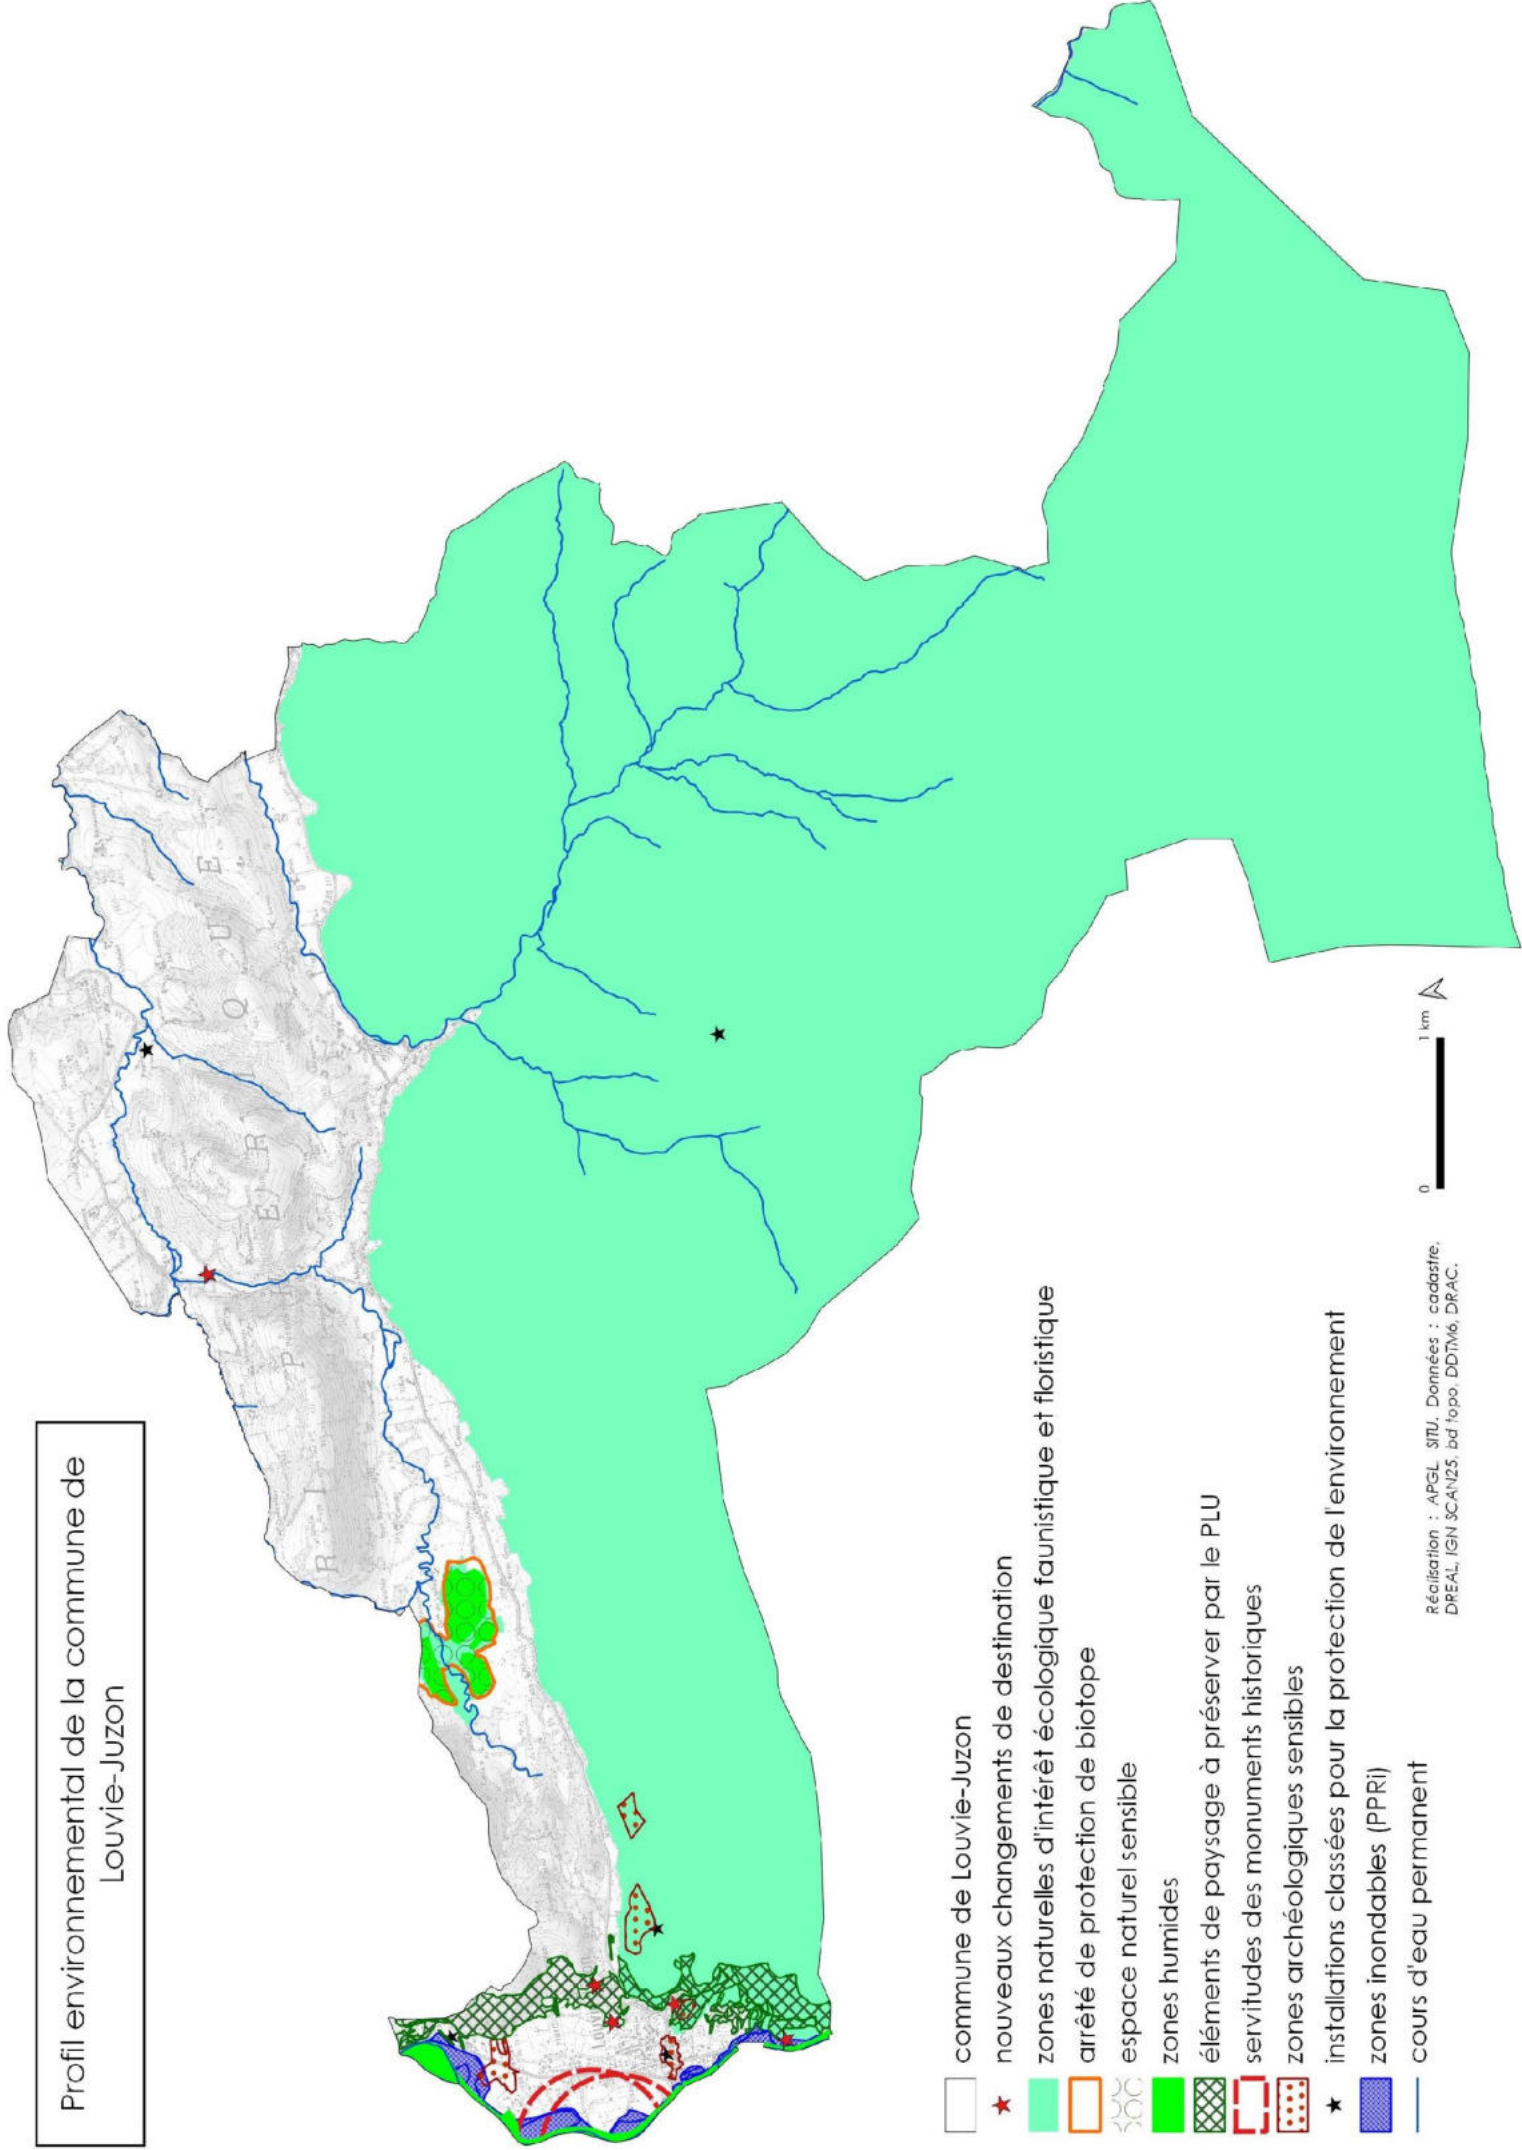 Profil environnemental de la commune de
Louvie-Juzon
R I P E I R I Q U E
commune de Louvie-Juzon
nouveaux changements de destination
zones naturelles d'intérêt écologique faunistique et floristique
arrêté de protection de biotope
espace naturel sensible
zones humides
éléments de paysage à préserver par le PLU
servitudes des monuments historiques
zones archéologiques sensibles
installations classées pour la protection de l'environnement
zones inondables (PPRi)
cours d'eau permanent
0
1 km
Réalisation : APGL SITU. Données : cadastre,
DREAL, IGN SCAN25, bd topo, DDTM6, DRAC.